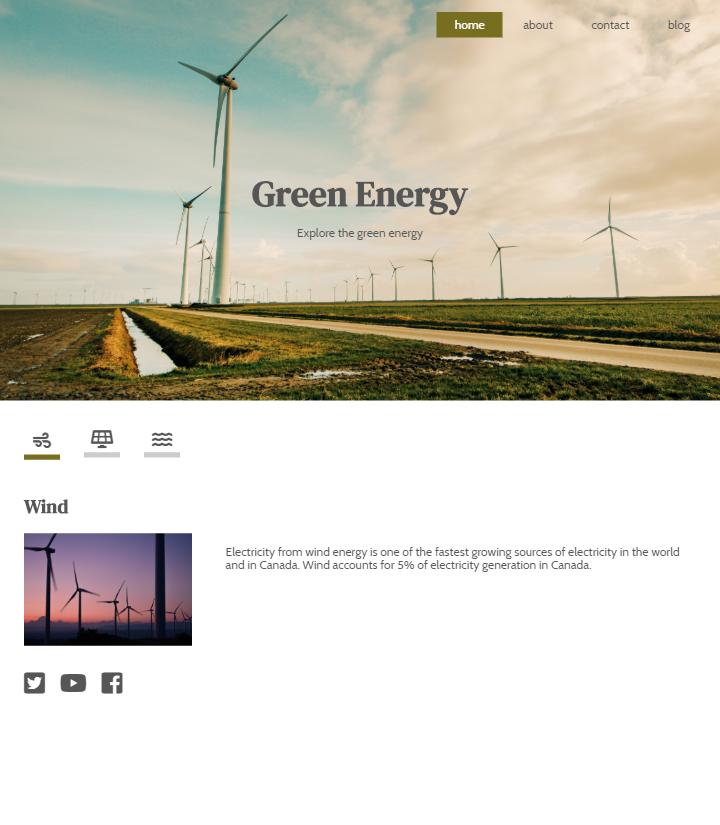 home
about
contact
blog
Green Energy
Explore the green energy
Wind
Electricity from wind energy is one of the fastest growing sources of electricity in the world
and in Canada. Wind accounts for 5% of electricity generation in Canada.